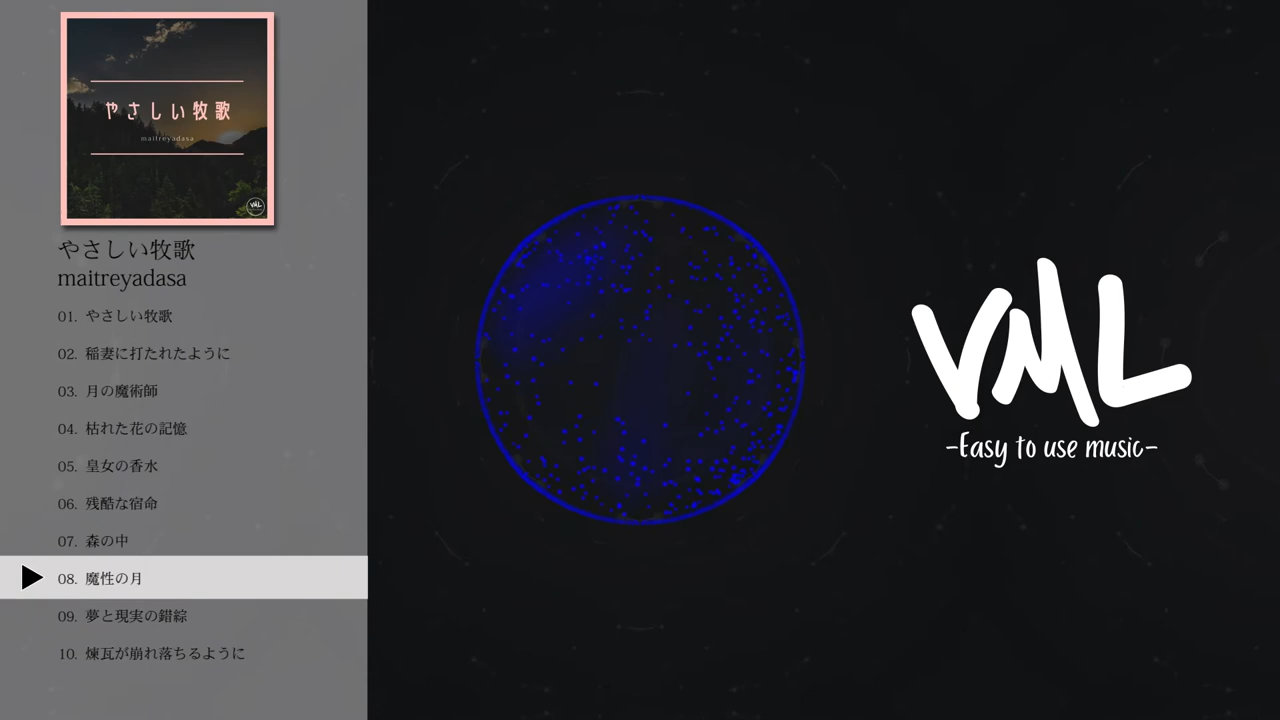 やさしい牧歌
maitreyadasa
VML
やさしい牧歌
maitreyadasa
01. やさしい牧歌
02. 稲妻に打たれたように
03. 月の魔術師
04. 枯れた花の記憶
05. 皇女の香水
06. 残酷な宿命
07. 森の中
08. 魔性の月
09. 夢と現実の錯綜
10. 煉瓦が崩れ落ちるように
VML
-Easy to use music-